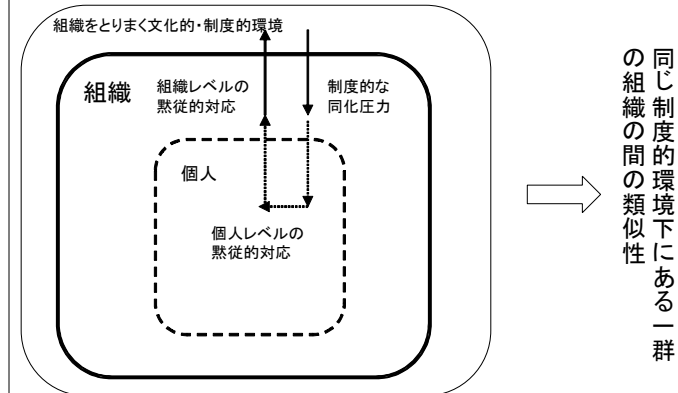 組織をとりまく文化的・制度的環境
組織
組織レベルの
黙従的対応
制度的な
同化圧力
個人
個人レベルの
黙従的対応
同じ制度的環境下にある一群
の組織の間の類似性